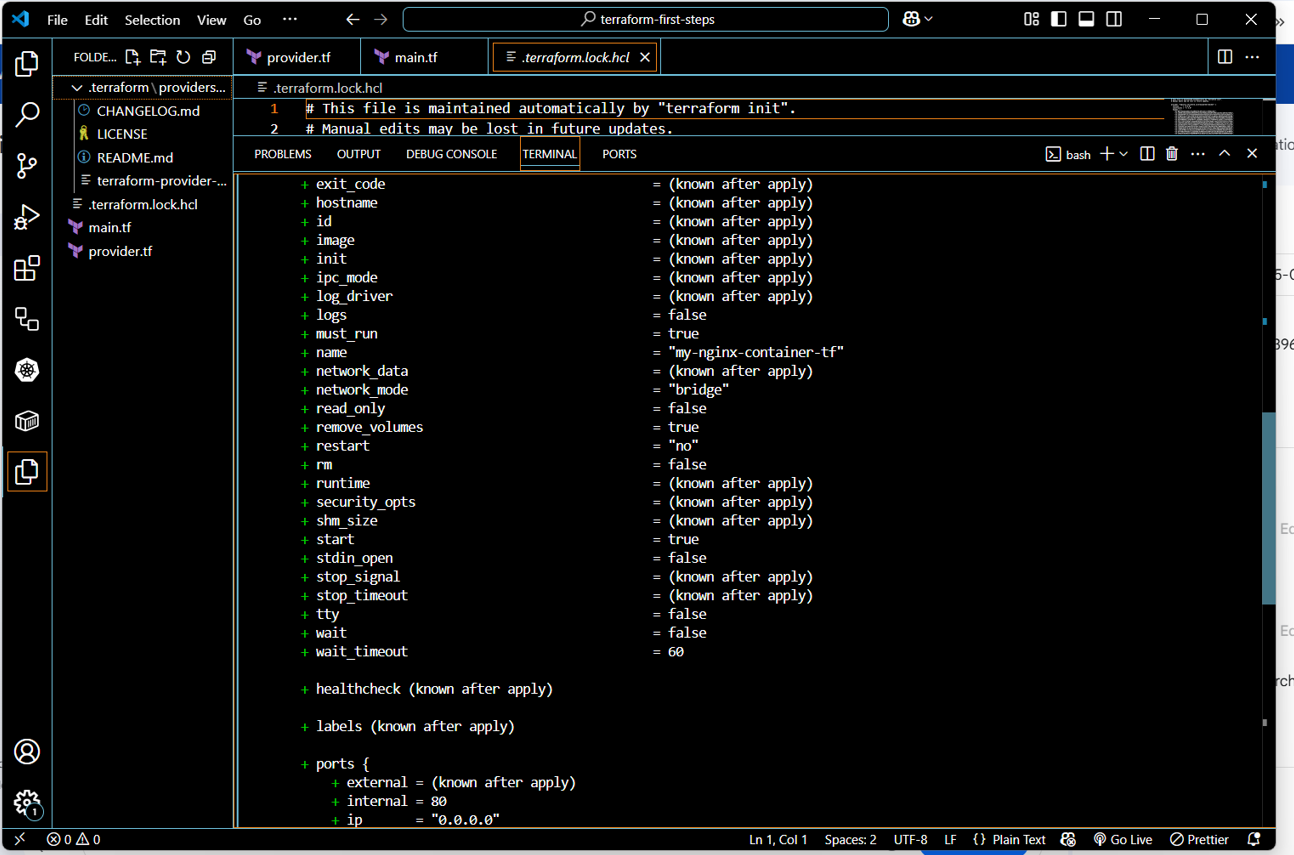 File Edit Selection View Go ··· terraform-first-steps
FOLDE...
provider.tf main.tf .terraform.lock.hcl
.terraform\providers...
CHANGELOG.md
LICENSE
README.md
terraform-provider-...
.terraform.lock.hcl
main.tf
provider.tf
.terraform.lock.hcl
1 # This file is maintained automatically by "terraform init".
2 # Manual edits may be lost in future updates.
PROBLEMS OUTPUT DEBUG CONSOLE TERMINAL PORTS bash
+ exit_code = (known after apply)
+ hostname = (known after apply)
+ id = (known after apply)
+ image = (known after apply)
+ init = (known after apply)
+ ipc_mode = (known after apply)
+ log_driver = (known after apply)
+ logs = false
+ must_run = true
+ name = "my-nginx-container-tf"
+ network_data = (known after apply)
+ network_mode = "bridge"
+ read_only = false
+ remove_volumes = true
+ restart = "no"
+ rm = false
+ runtime = (known after apply)
+ security_opts = (known after apply)
+ shm_size = (known after apply)
+ start = true
+ stdin_open = false
+ stop_signal = (known after apply)
+ stop_timeout = (known after apply)
+ tty = false
+ wait = false
+ wait_timeout = 60
+ healthcheck (known after apply)
+ labels (known after apply)
+ ports {
+ external = (known after apply)
+ internal = 80
+ ip = "0.0.0.0"
1
0 0 Ln 1, Col 1 Spaces: 2 UTF-8 LF {} Plain Text Go Live Prettier